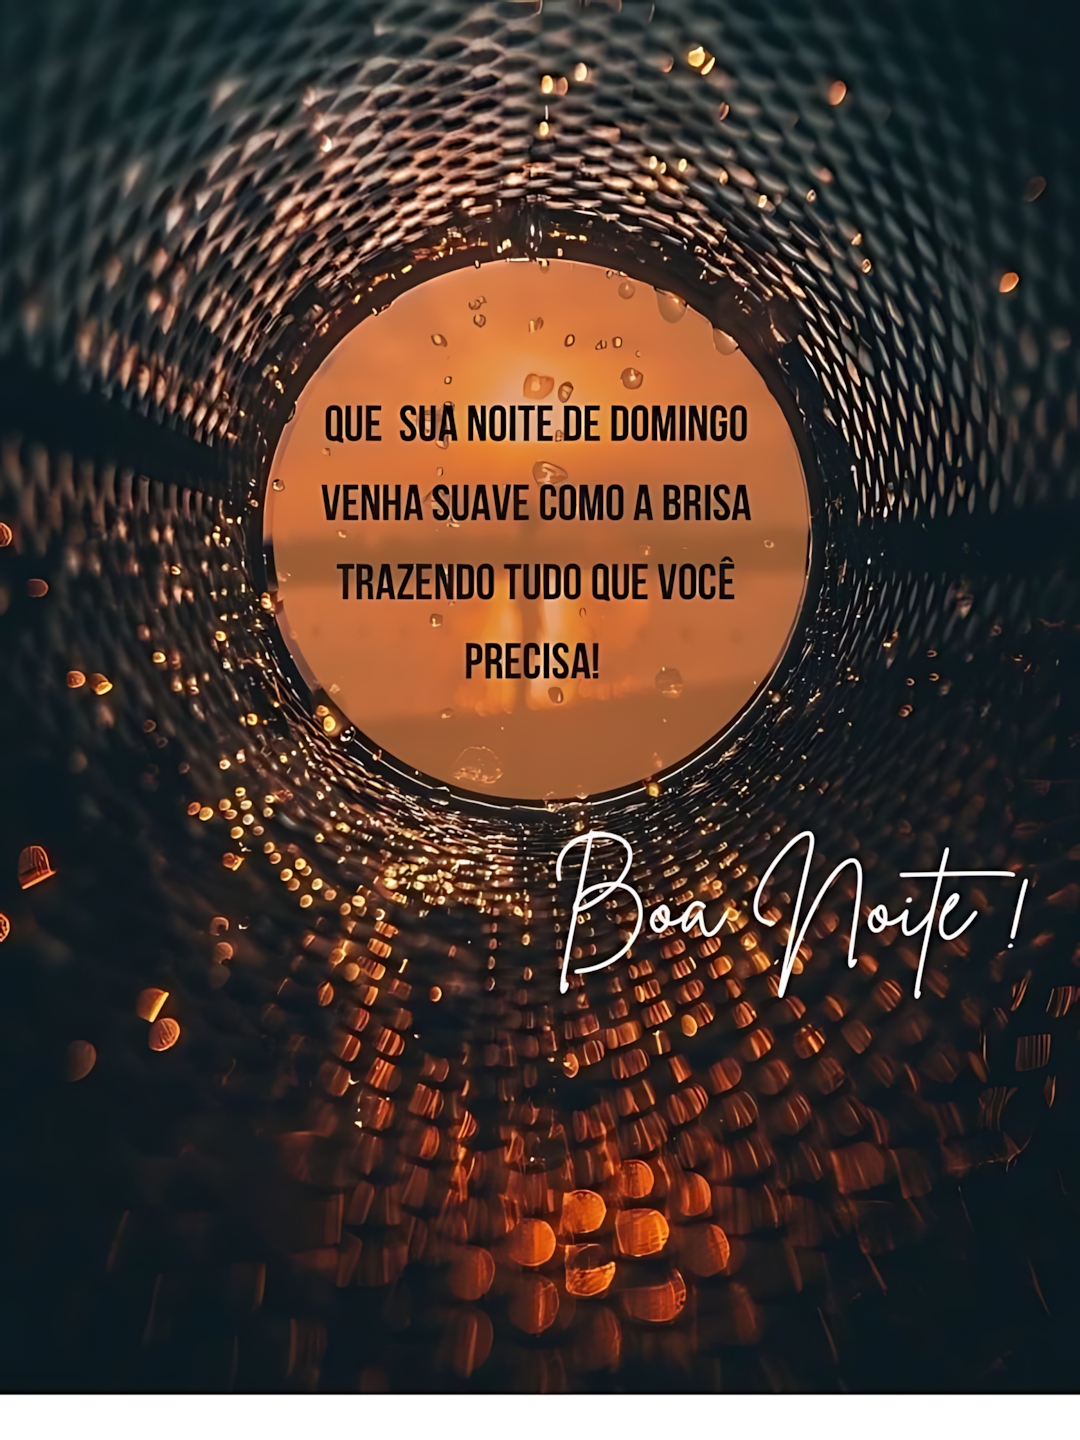 QUE SUA NOITE DE DOMINGO
VENHA SUAVE COMO A BRISA
TRAZENDO TUDO QUE VOCÊ
PRECISA!
Boa Noite !